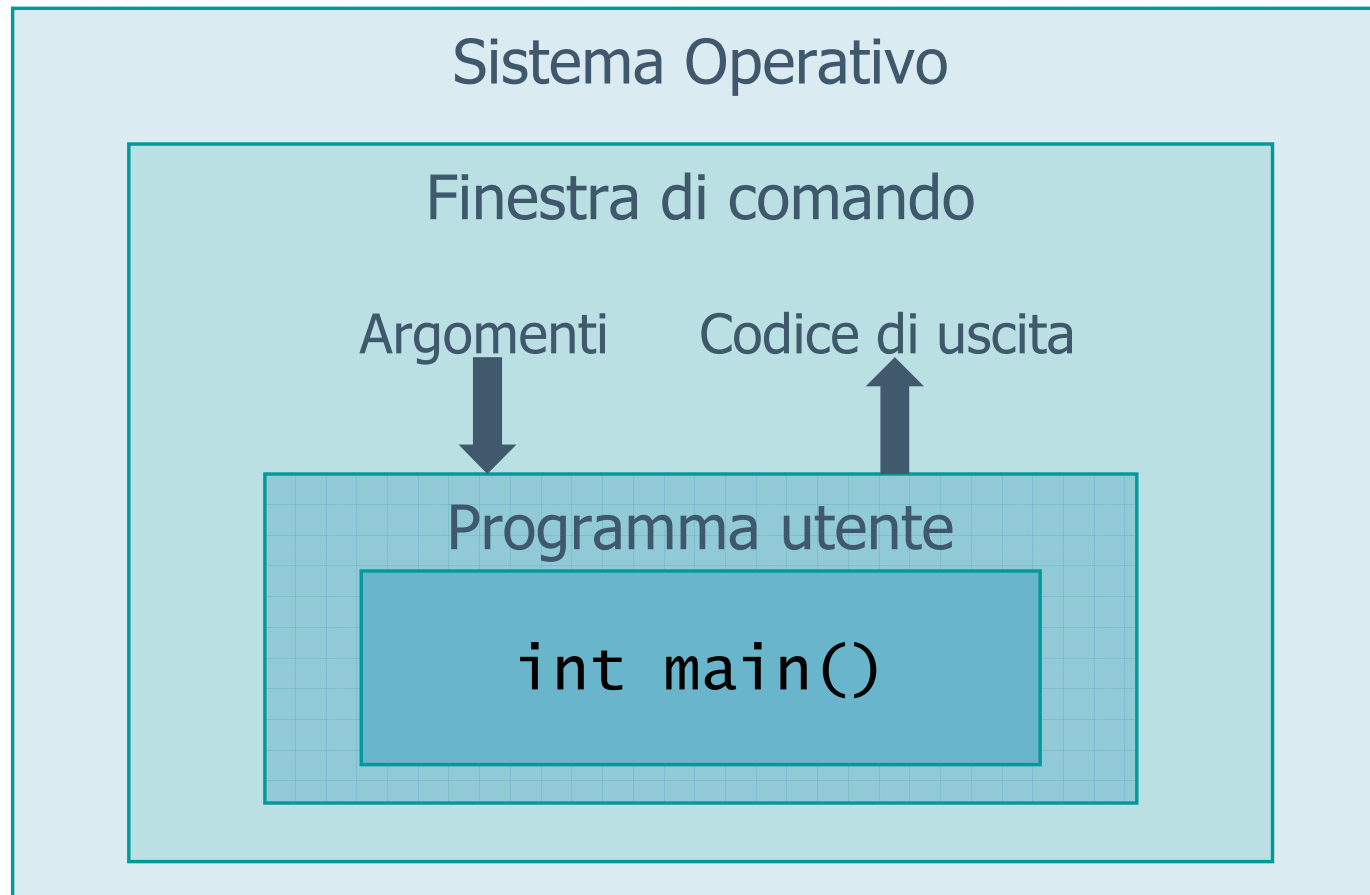 Sistema Operativo
Finestra di comando
Argomenti Codice di uscita
Programma utente
int main()